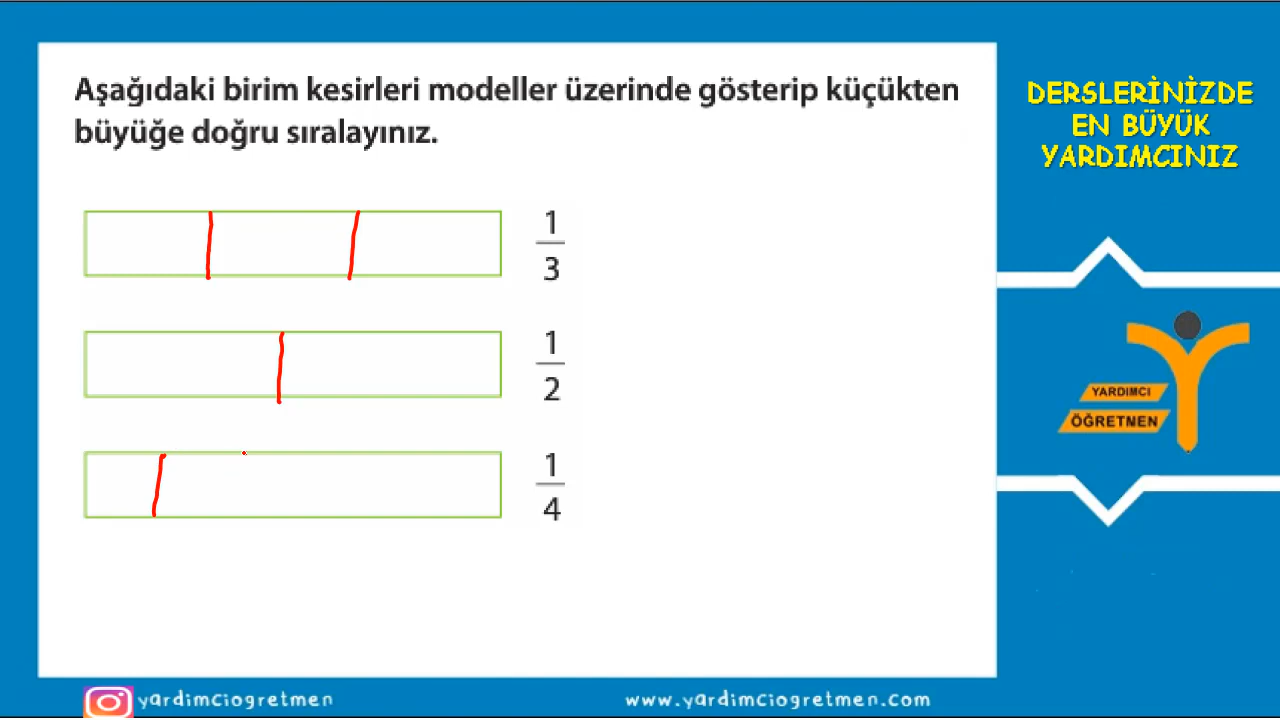 Aşağıdaki birim kesirleri modeller üzerinde gösterip küçükten
büyüğe doğru sıralayınız.
1
3
1
2
1
4
DERSLERİNİZDE
EN BÜYÜK
YARDIMCINIZ
YARDIMCI
ÖĞRETMEN
yardimciogretmen
www.yardimciogretmen.com